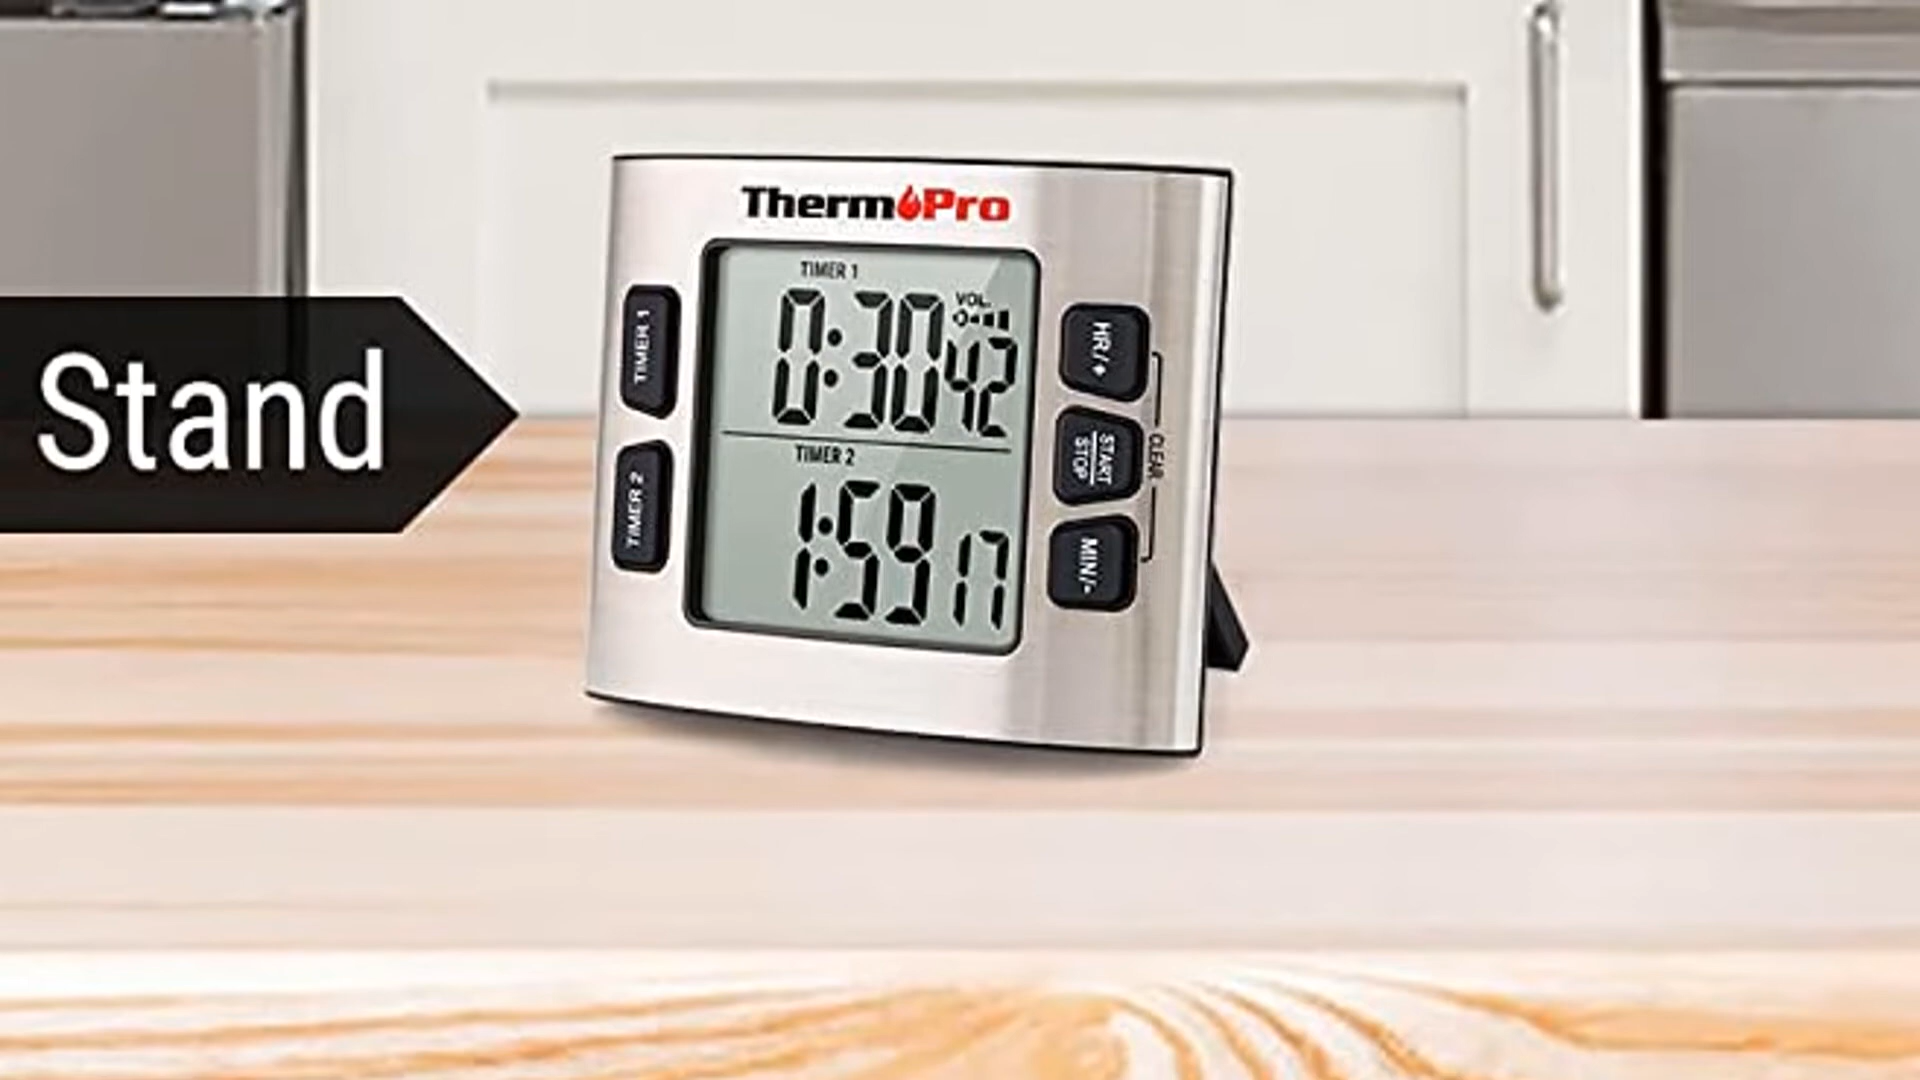 ThermoPro
TIMER 1
VOL.
0:30 42
TIMER 2
1:59 17
TIMER 1
TIMER 2
HR/+
START
STOP
MIN/-
CLEAR
Stand